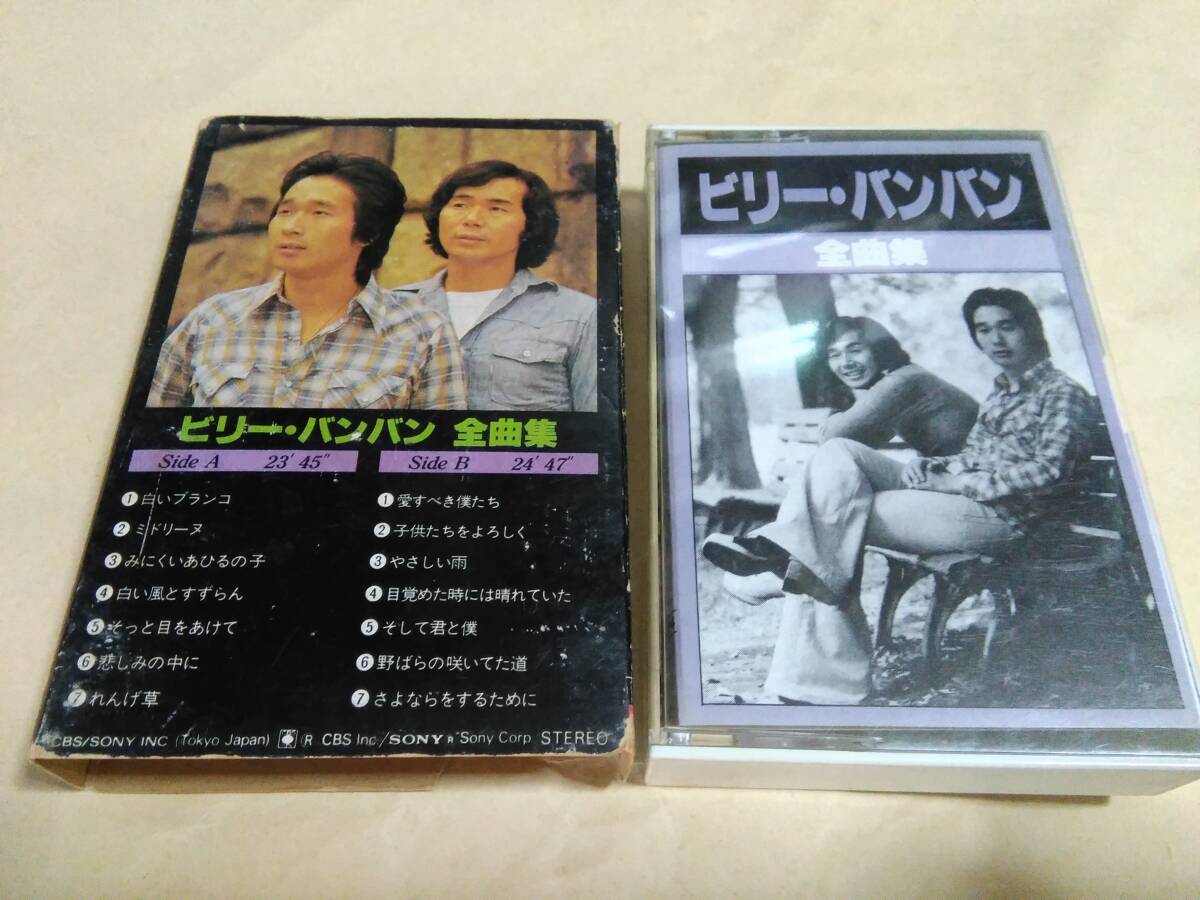 ビリー・バンバン 全曲集
Side A 23′ 45″
❶白いブランコ
❷ミドリーヌ
❸みにくいあひるの子
❹白い風とすずらん
❺そっと目をあけて
❻悲しみの中に
❼れんげ草
Side B 24′ 47″
❶愛すべき僕たち
❷子供たちをよろしく
❸やさしい雨
❹目覚めた時には晴れていた
❺そして君と僕
❻野ばらの咲いてた道
❼さよならをするために
CBS/SONY INC (Tokyo Japan) ® CBS Inc./SONY ® Sony Corp STEREO
ビリー・バンバン
全曲集